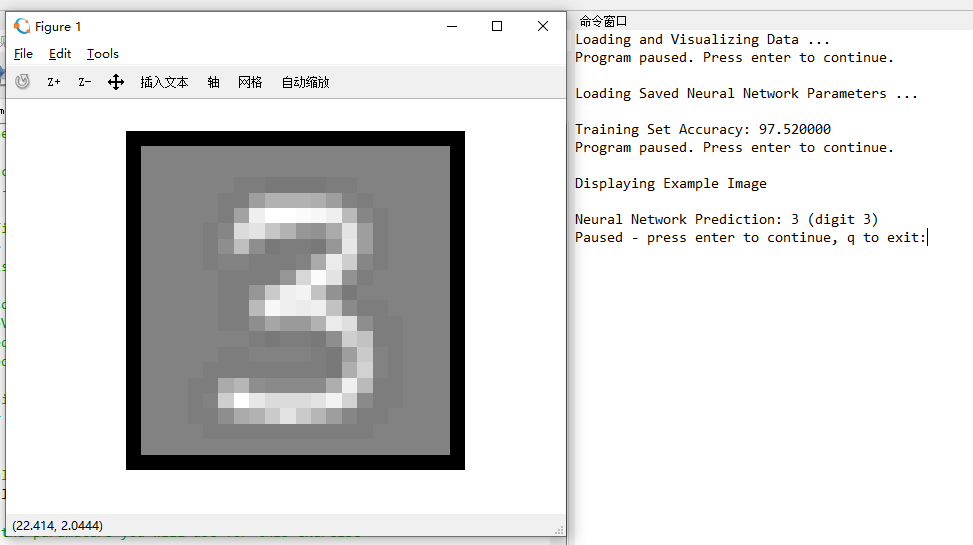 Figure 1
File Edit Tools
Z+ Z- 插入文本 轴 网格 自动缩放
(22.414, 2.0444)
命令窗口
Loading and Visualizing Data ...
Program paused. Press enter to continue.
Loading Saved Neural Network Parameters ...
Training Set Accuracy: 97.520000
Program paused. Press enter to continue.
Displaying Example Image
Neural Network Prediction: 3 (digit 3)
Paused - press enter to continue, q to exit: